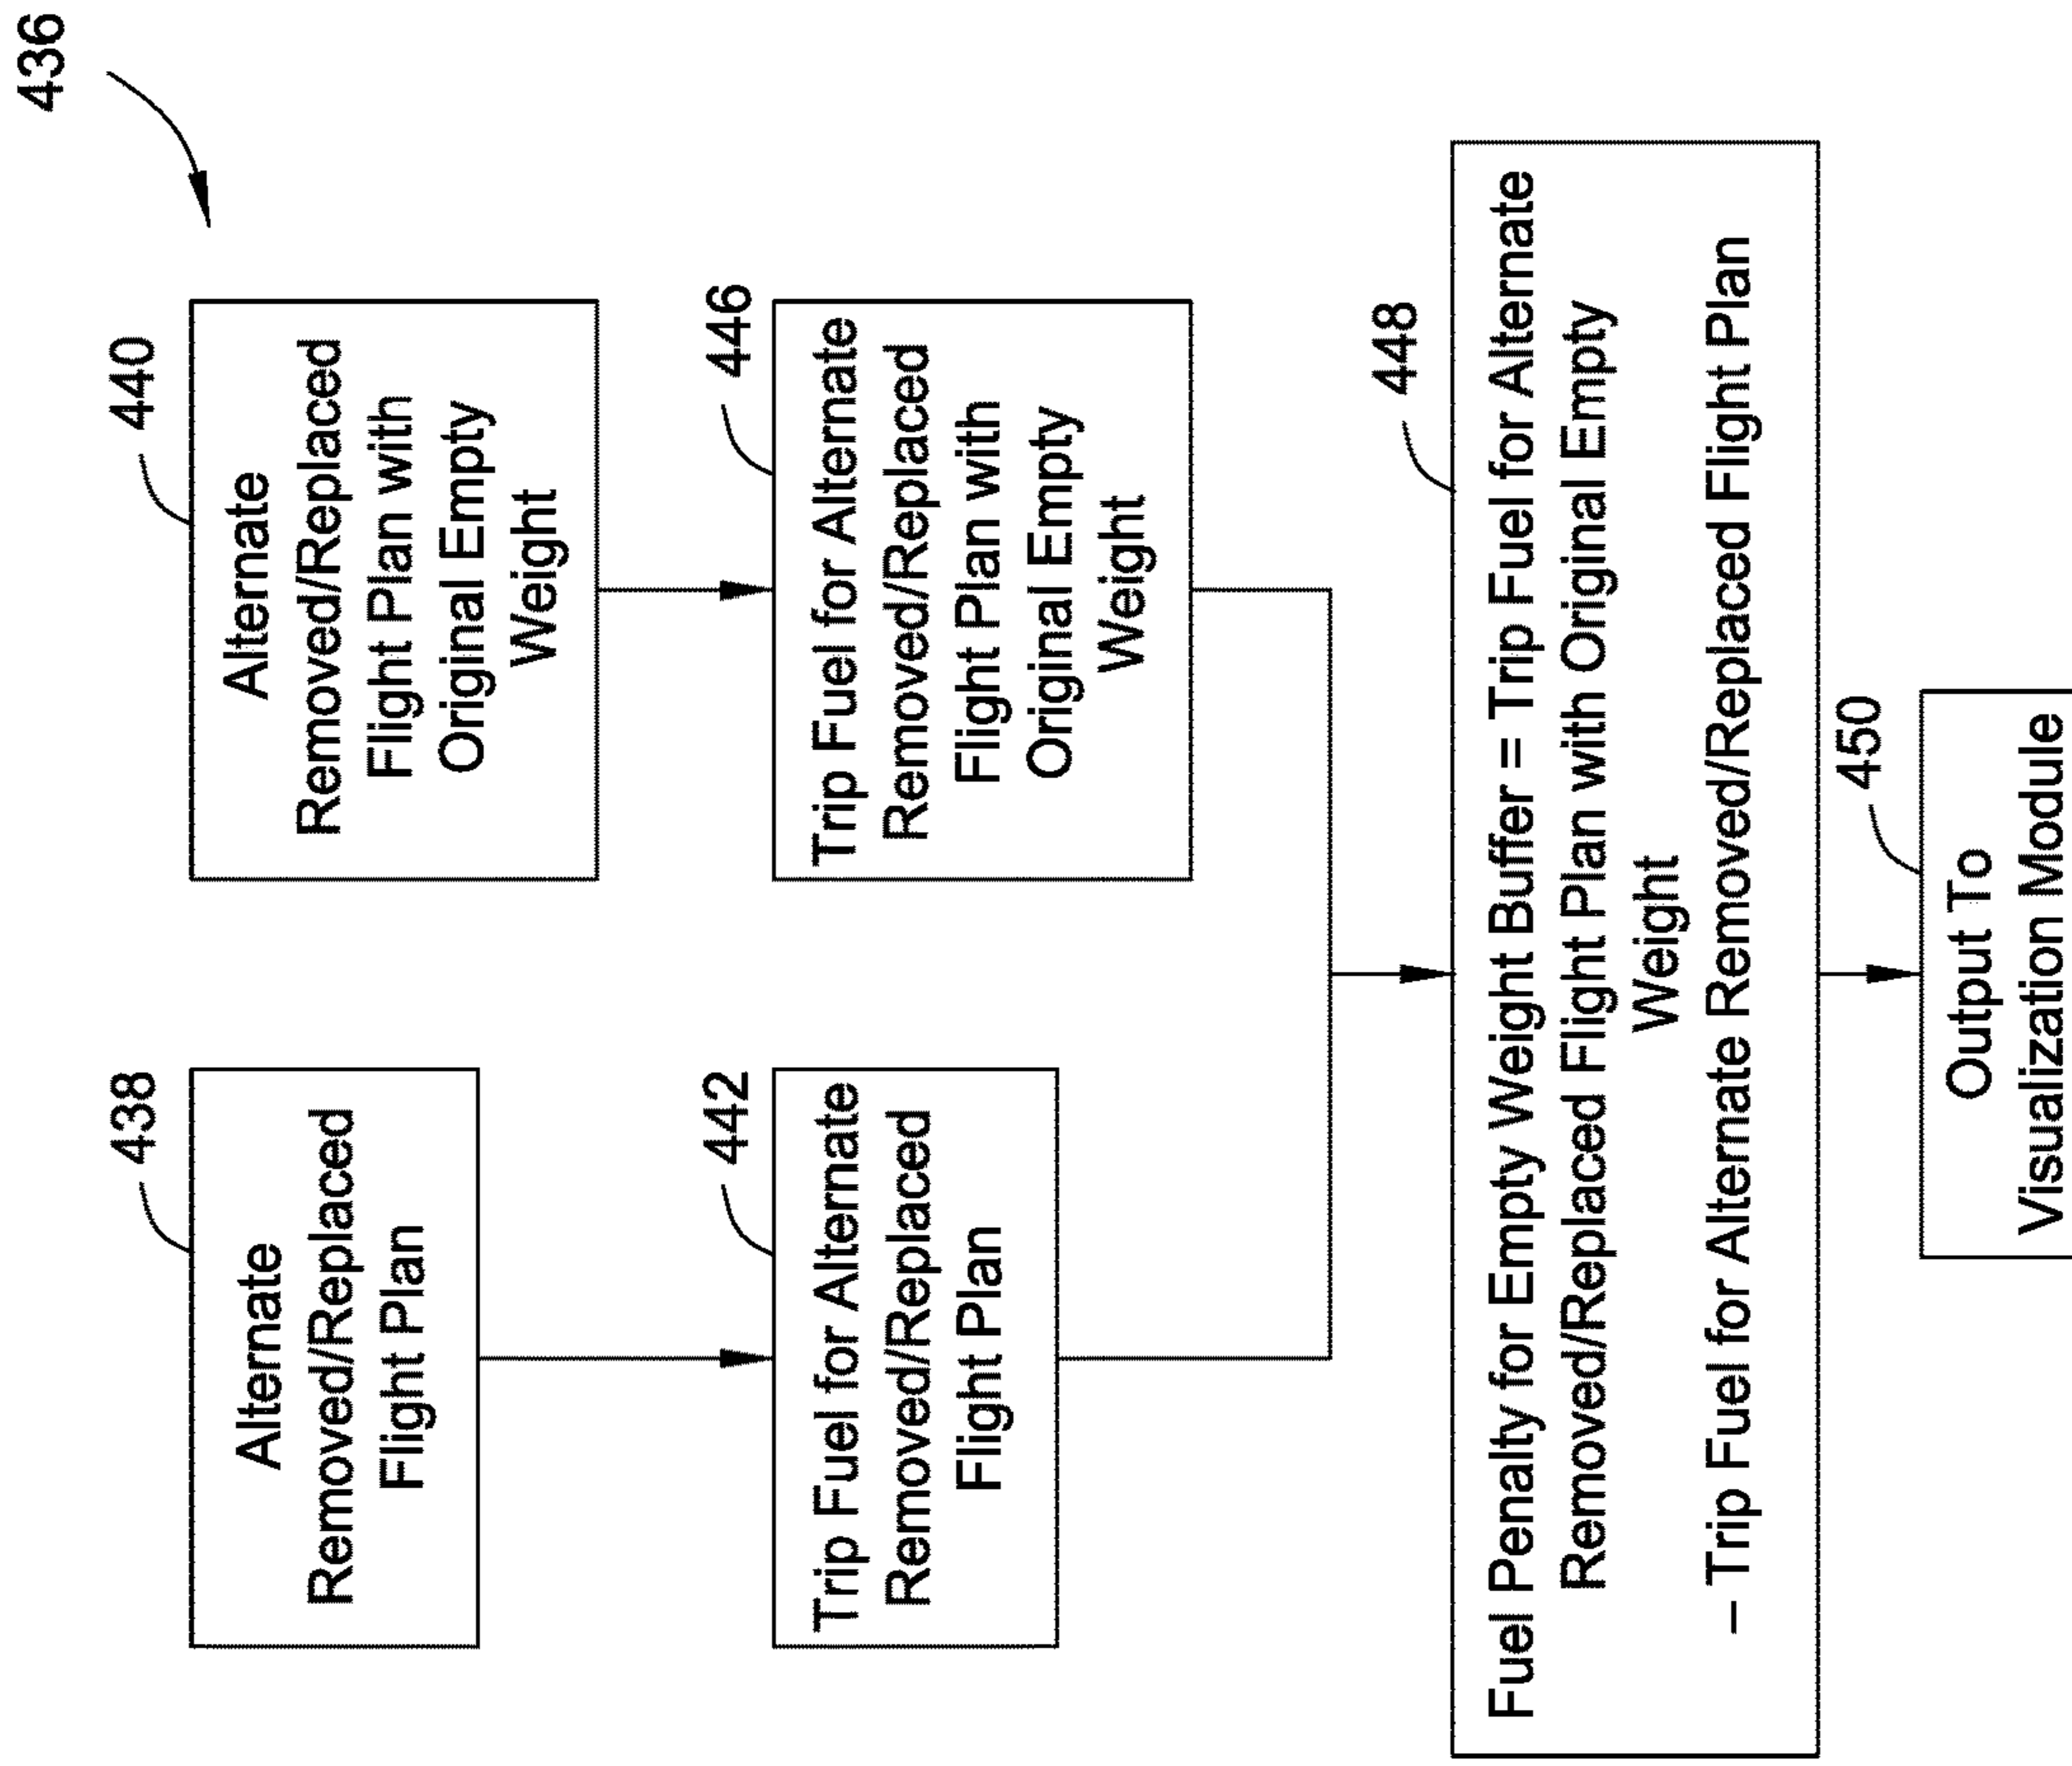 436
438
Alternate
Removed/Replaced
Flight Plan
440
Alternate
Removed/Replaced
Flight Plan with
Original Empty
Weight
442
Trip Fuel for Alternate
Removed/Replaced
Flight Plan
446
Trip Fuel for Alternate
Removed/Replaced
Flight Plan with
Original Empty
Weight
448
Fuel Penalty for Empty Weight Buffer = Trip Fuel for Alternate
Removed/Replaced Flight Plan with Original Empty
Weight
– Trip Fuel for Alternate Removed/Replaced Flight Plan
450
Output To
Visualization Module